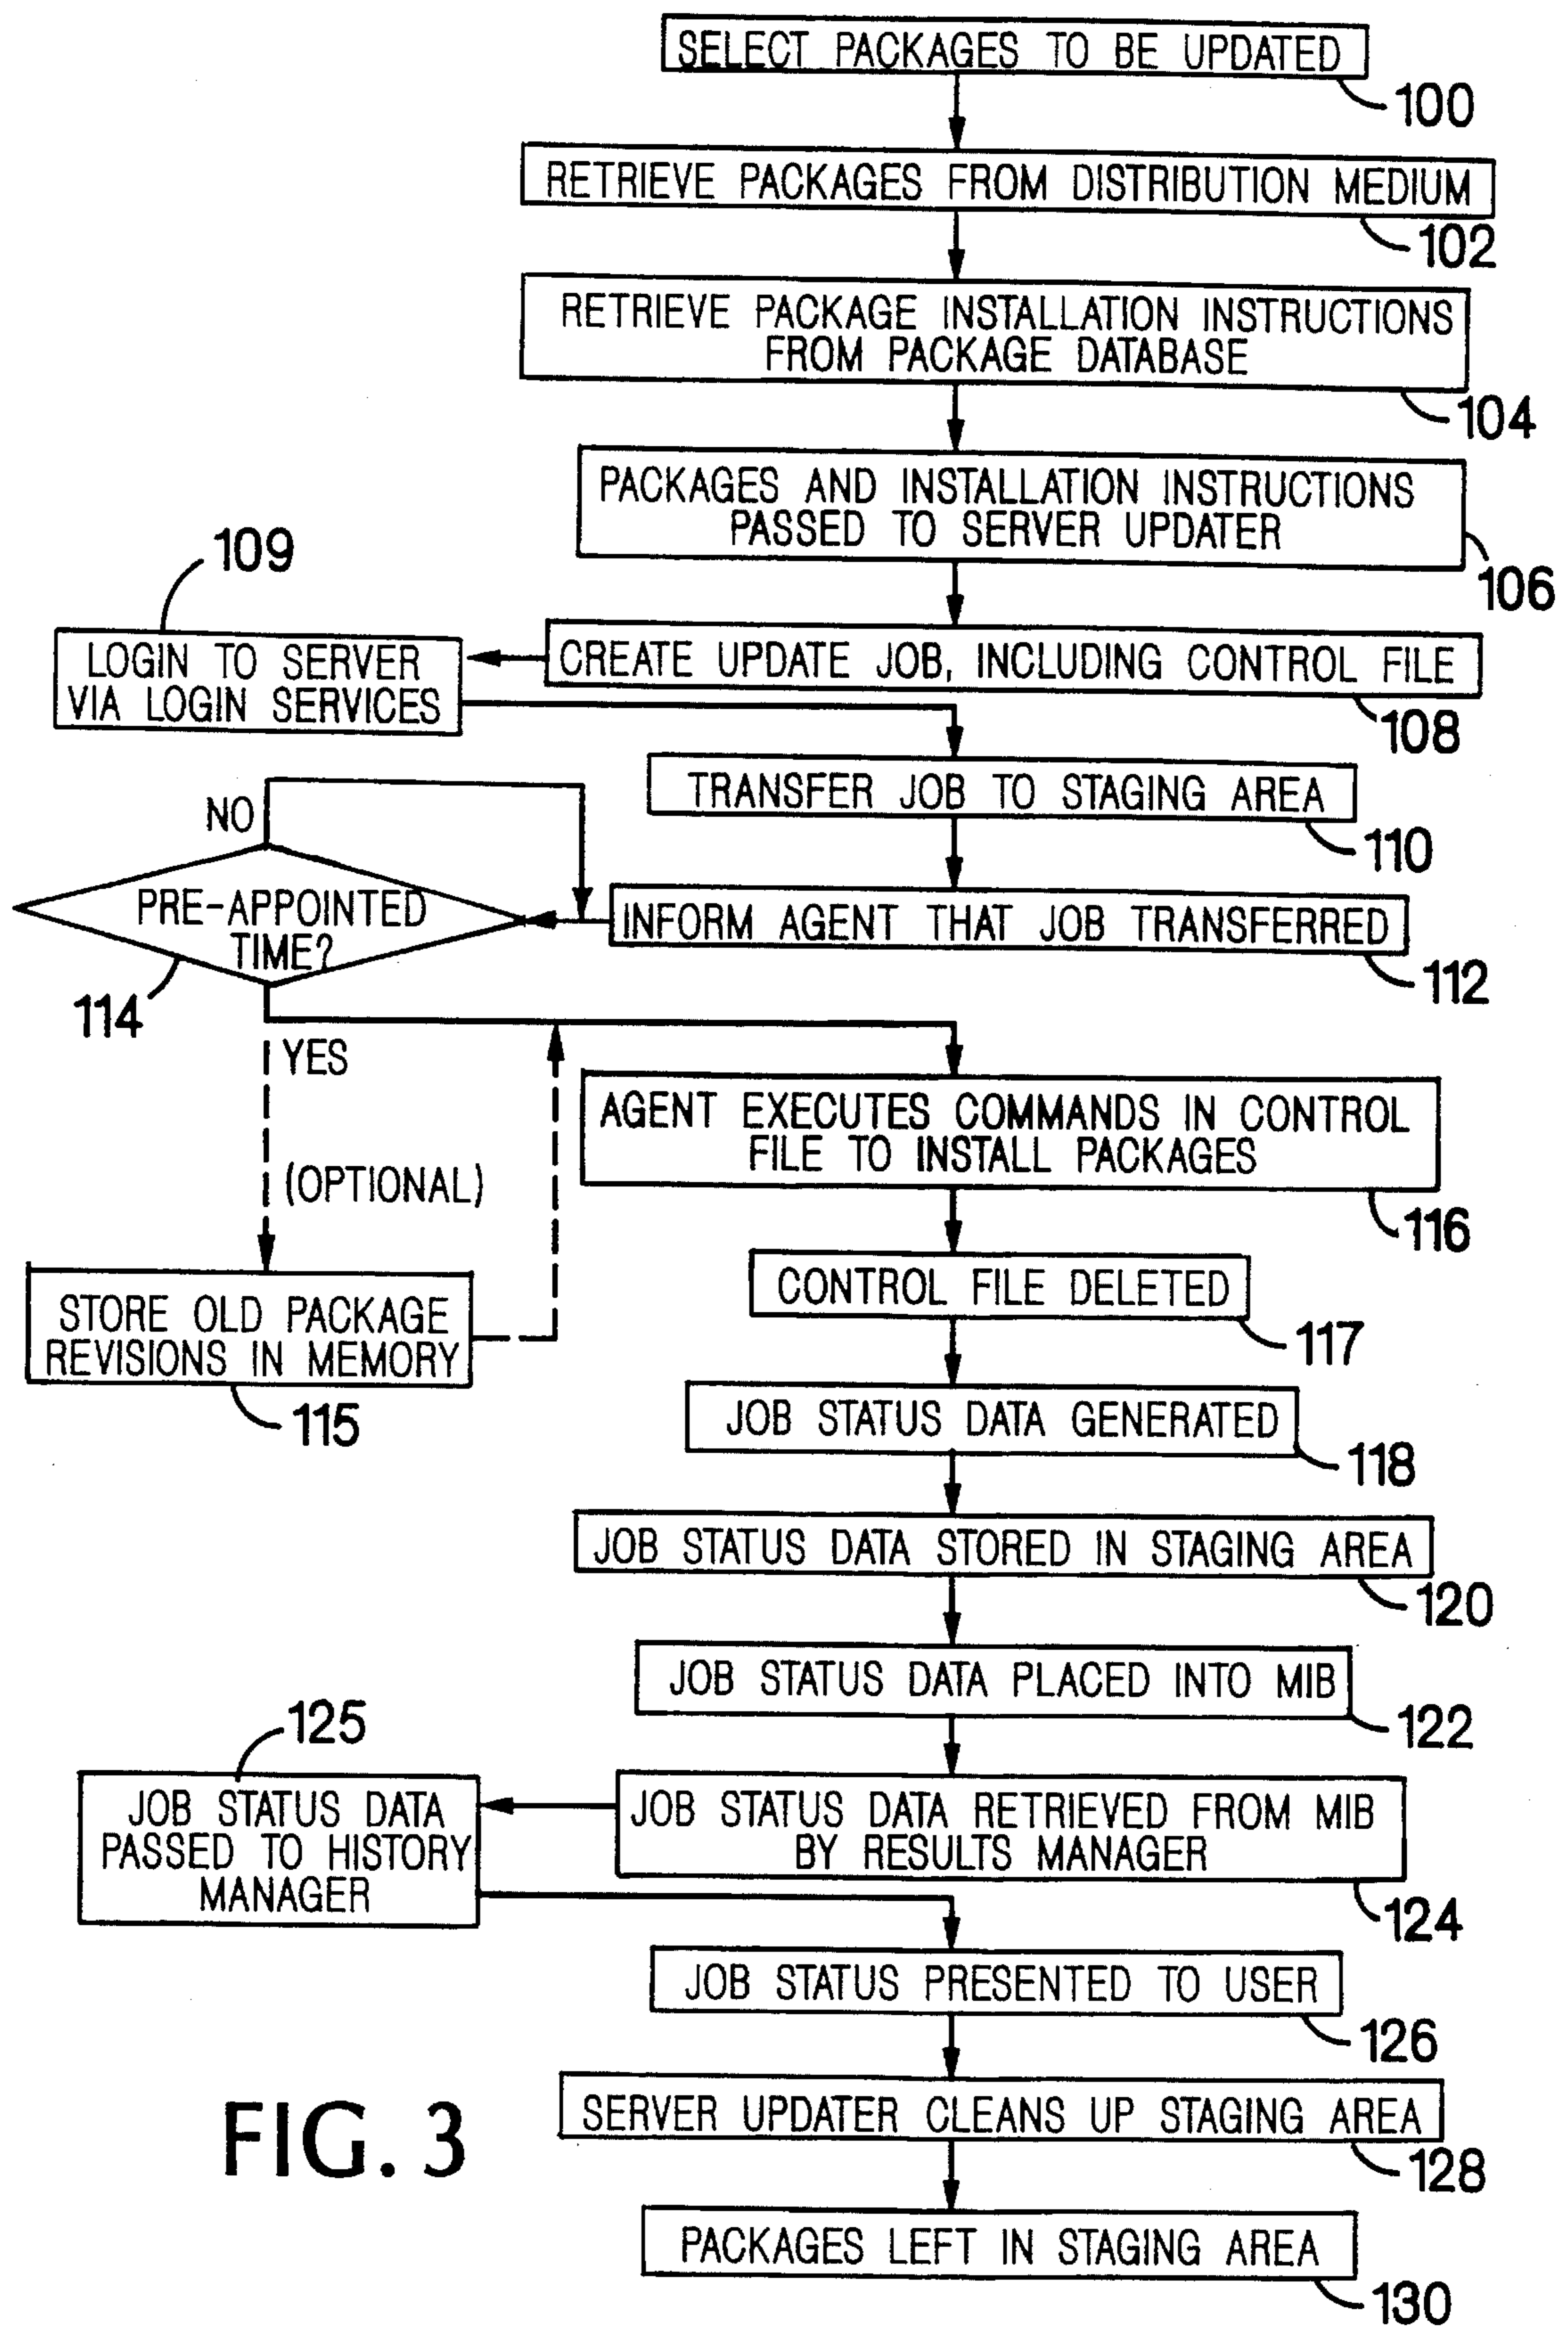 SELECT PACKAGES TO BE UPDATED
100
RETRIEVE PACKAGES FROM DISTRIBUTION MEDIUM
102
RETRIEVE PACKAGE INSTALLATION INSTRUCTIONS
FROM PACKAGE DATABASE
104
PACKAGES AND INSTALLATION INSTRUCTIONS
PASSED TO SERVER UPDATER
106
CREATE UPDATE JOB, INCLUDING CONTROL FILE
108
109
LOGIN TO SERVER
VIA LOGIN SERVICES
TRANSFER JOB TO STAGING AREA
110
INFORM AGENT THAT JOB TRANSFERRED
112
NO
PRE-APPOINTED
TIME?
114
YES
(OPTIONAL)
STORE OLD PACKAGE
REVISIONS IN MEMORY
115
AGENT EXECUTES COMMANDS IN CONTROL
FILE TO INSTALL PACKAGES
116
CONTROL FILE DELETED
117
JOB STATUS DATA GENERATED
118
JOB STATUS DATA STORED IN STAGING AREA
120
JOB STATUS DATA PLACED INTO MIB
122
JOB STATUS DATA RETRIEVED FROM MIB
BY RESULTS MANAGER
124
125
JOB STATUS DATA
PASSED TO HISTORY
MANAGER
JOB STATUS PRESENTED TO USER
126
SERVER UPDATER CLEANS UP STAGING AREA
128
PACKAGES LEFT IN STAGING AREA
130
FIG. 3